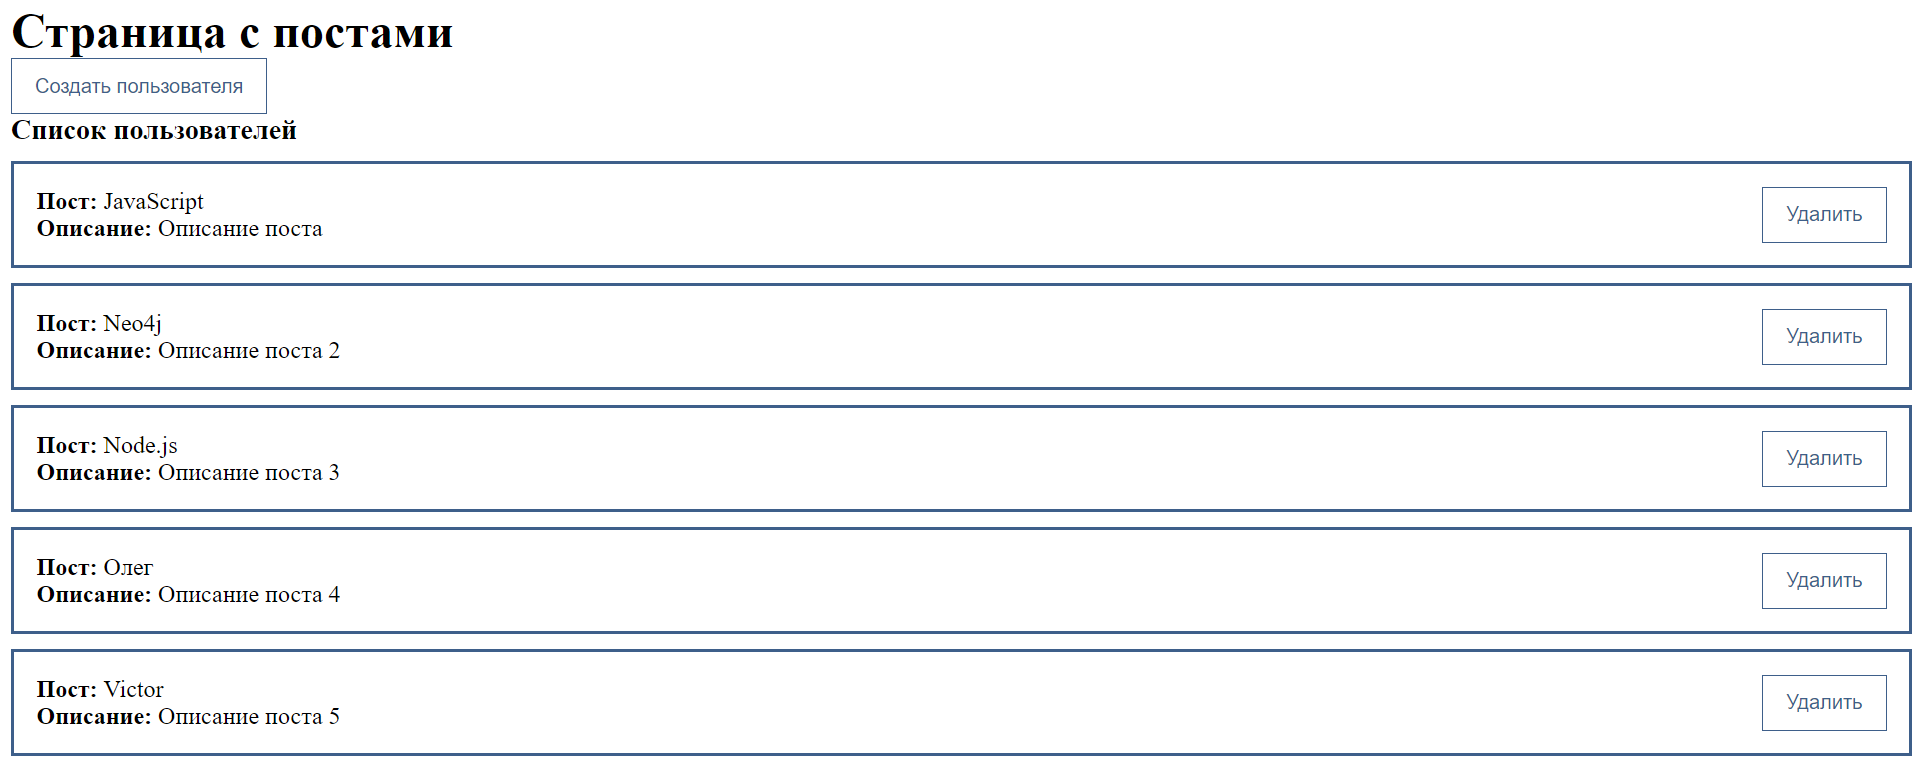 Страница с постами
Создать пользователя
Список пользователей
Пост: JavaScript
Описание: Описание поста
Удалить
Пост: Neo4j
Описание: Описание поста 2
Удалить
Пост: Node.js
Описание: Описание поста 3
Удалить
Пост: Олег
Описание: Описание поста 4
Удалить
Пост: Victor
Описание: Описание поста 5
Удалить